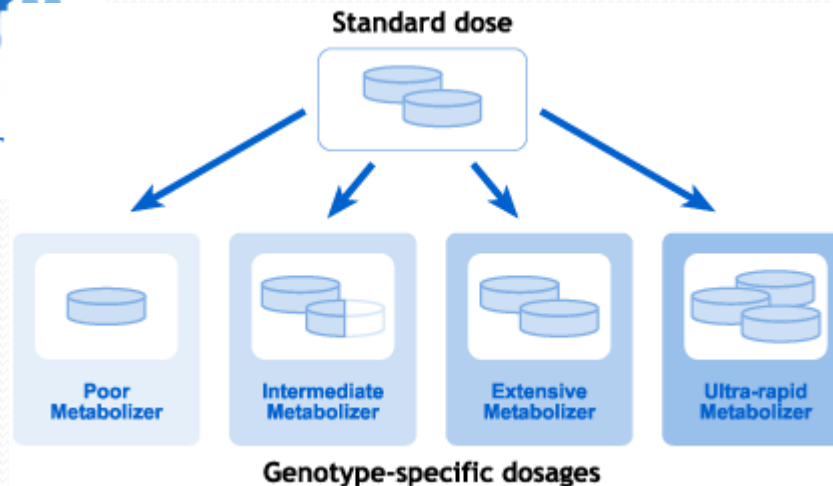 Standard dose
Poor
Metabolizer
Intermediate
Metabolizer
Extensive
Metabolizer
Ultra-rapid
Metabolizer
Genotype-specific dosages